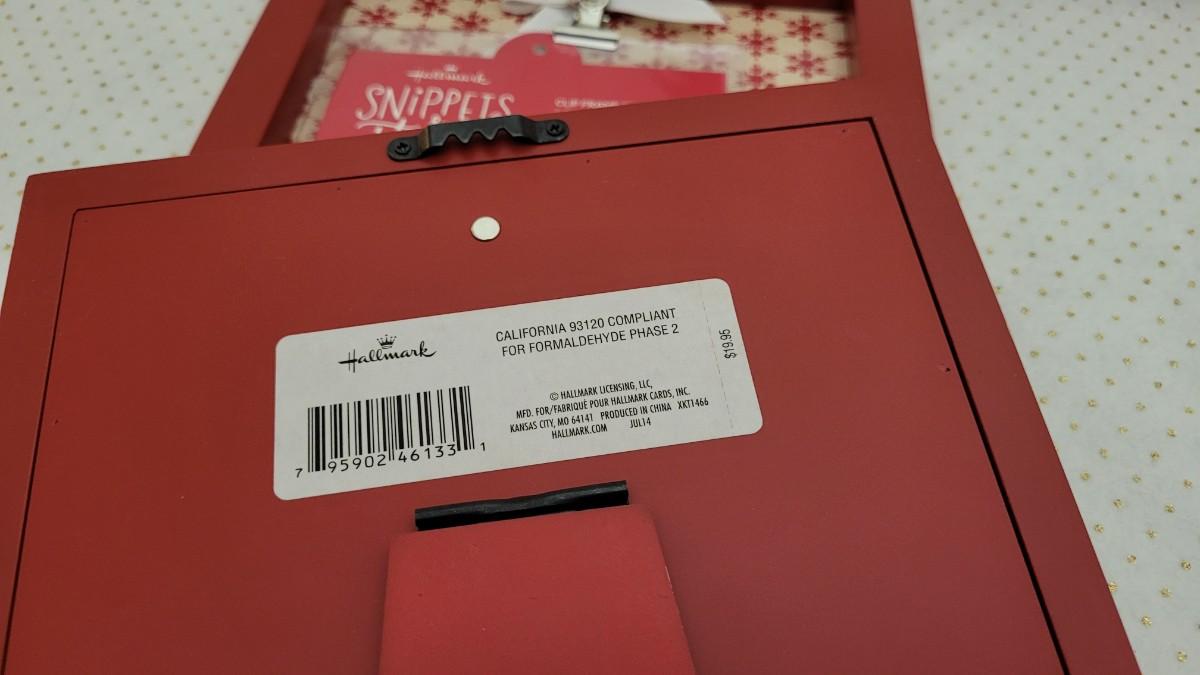 Hallmark
SNiPPETS
Hallmark
CALIFORNIA 93120 COMPLIANT
FOR FORMALDEHYDE PHASE 2
$19.95
© HALLMARK LICENSING, LLC,
MFD. FOR/FABRIQUÉ POUR HALLMARK CARDS, INC.
KANSAS CITY, MO 64141 PRODUCED IN CHINA XKT1466
HALLMARK.COM JUL14
7 95902 46133 1